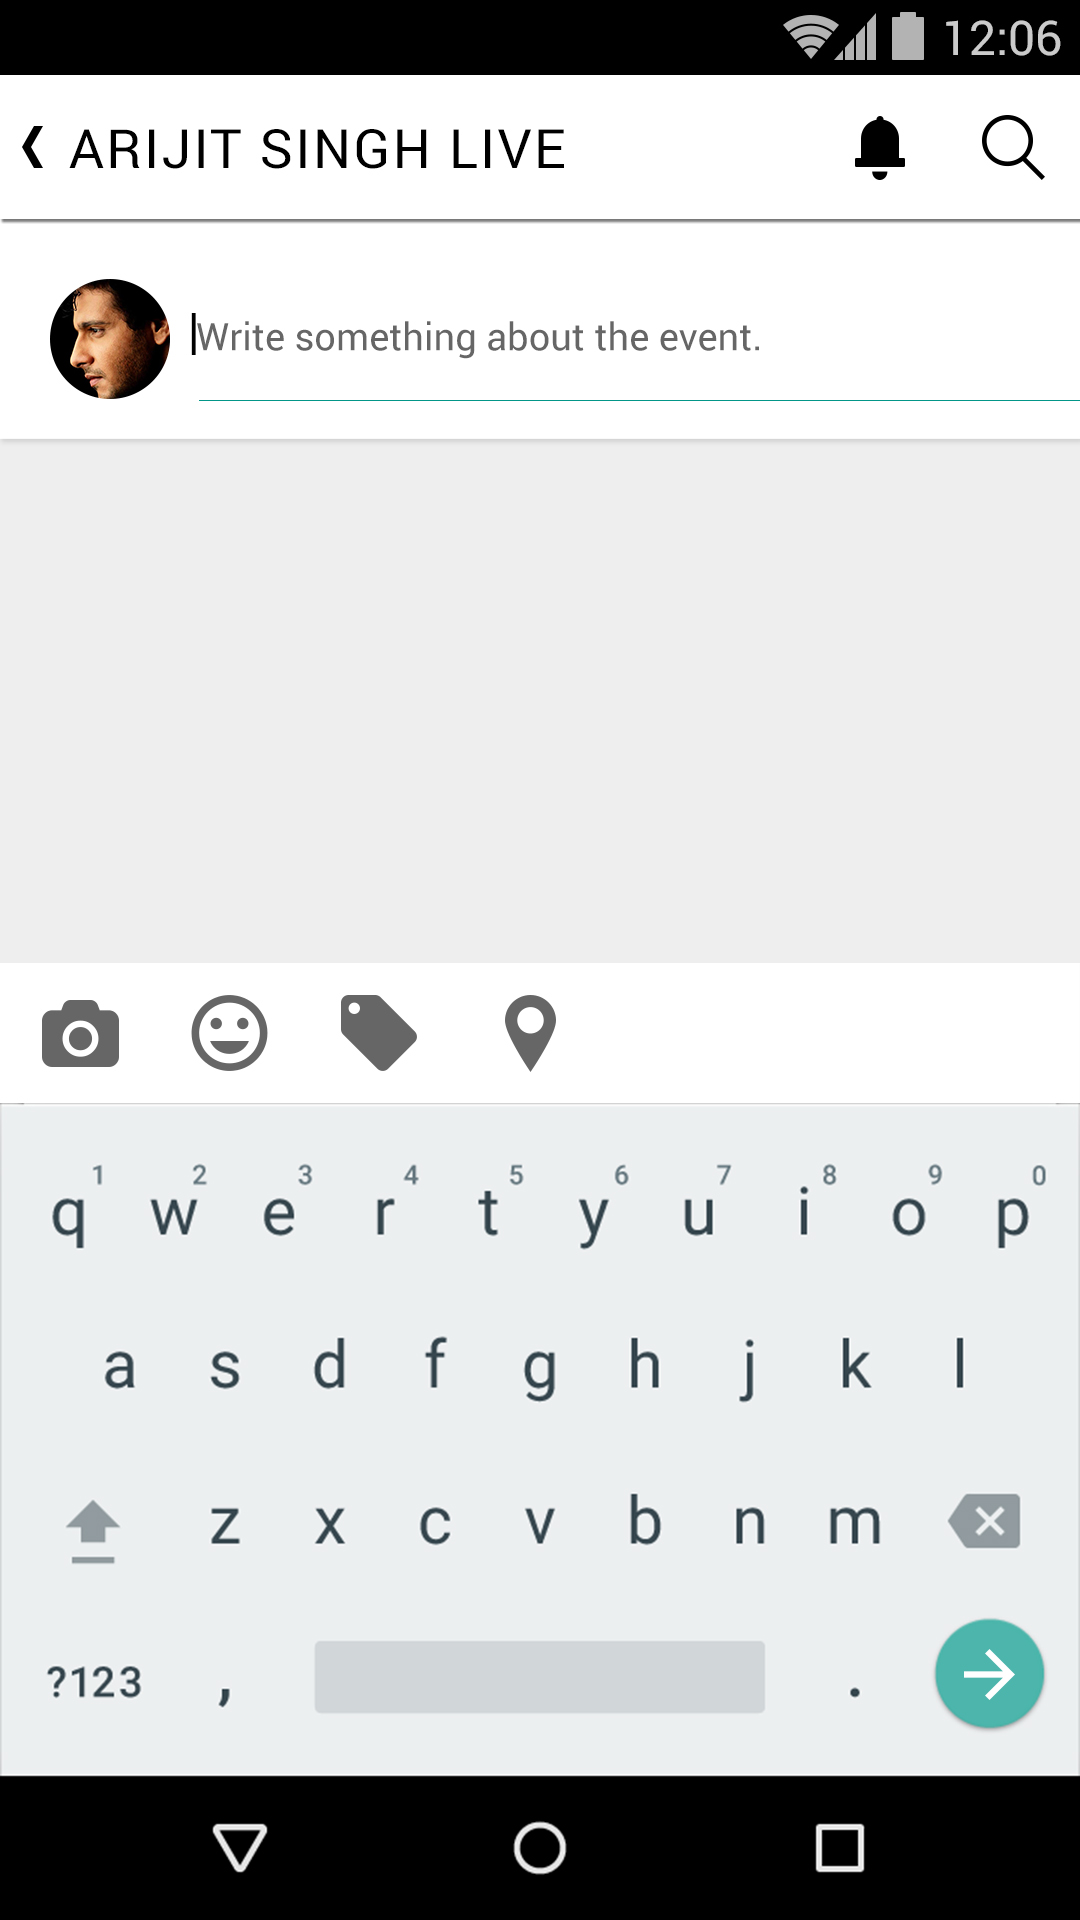 12:06
ARIJIT SINGH LIVE
Write something about the event.
1 2 3 4 5 6 7 8 9 0
q w e r t y u i o p
a s d f g h j k l
z x c v b n m
?123 , .